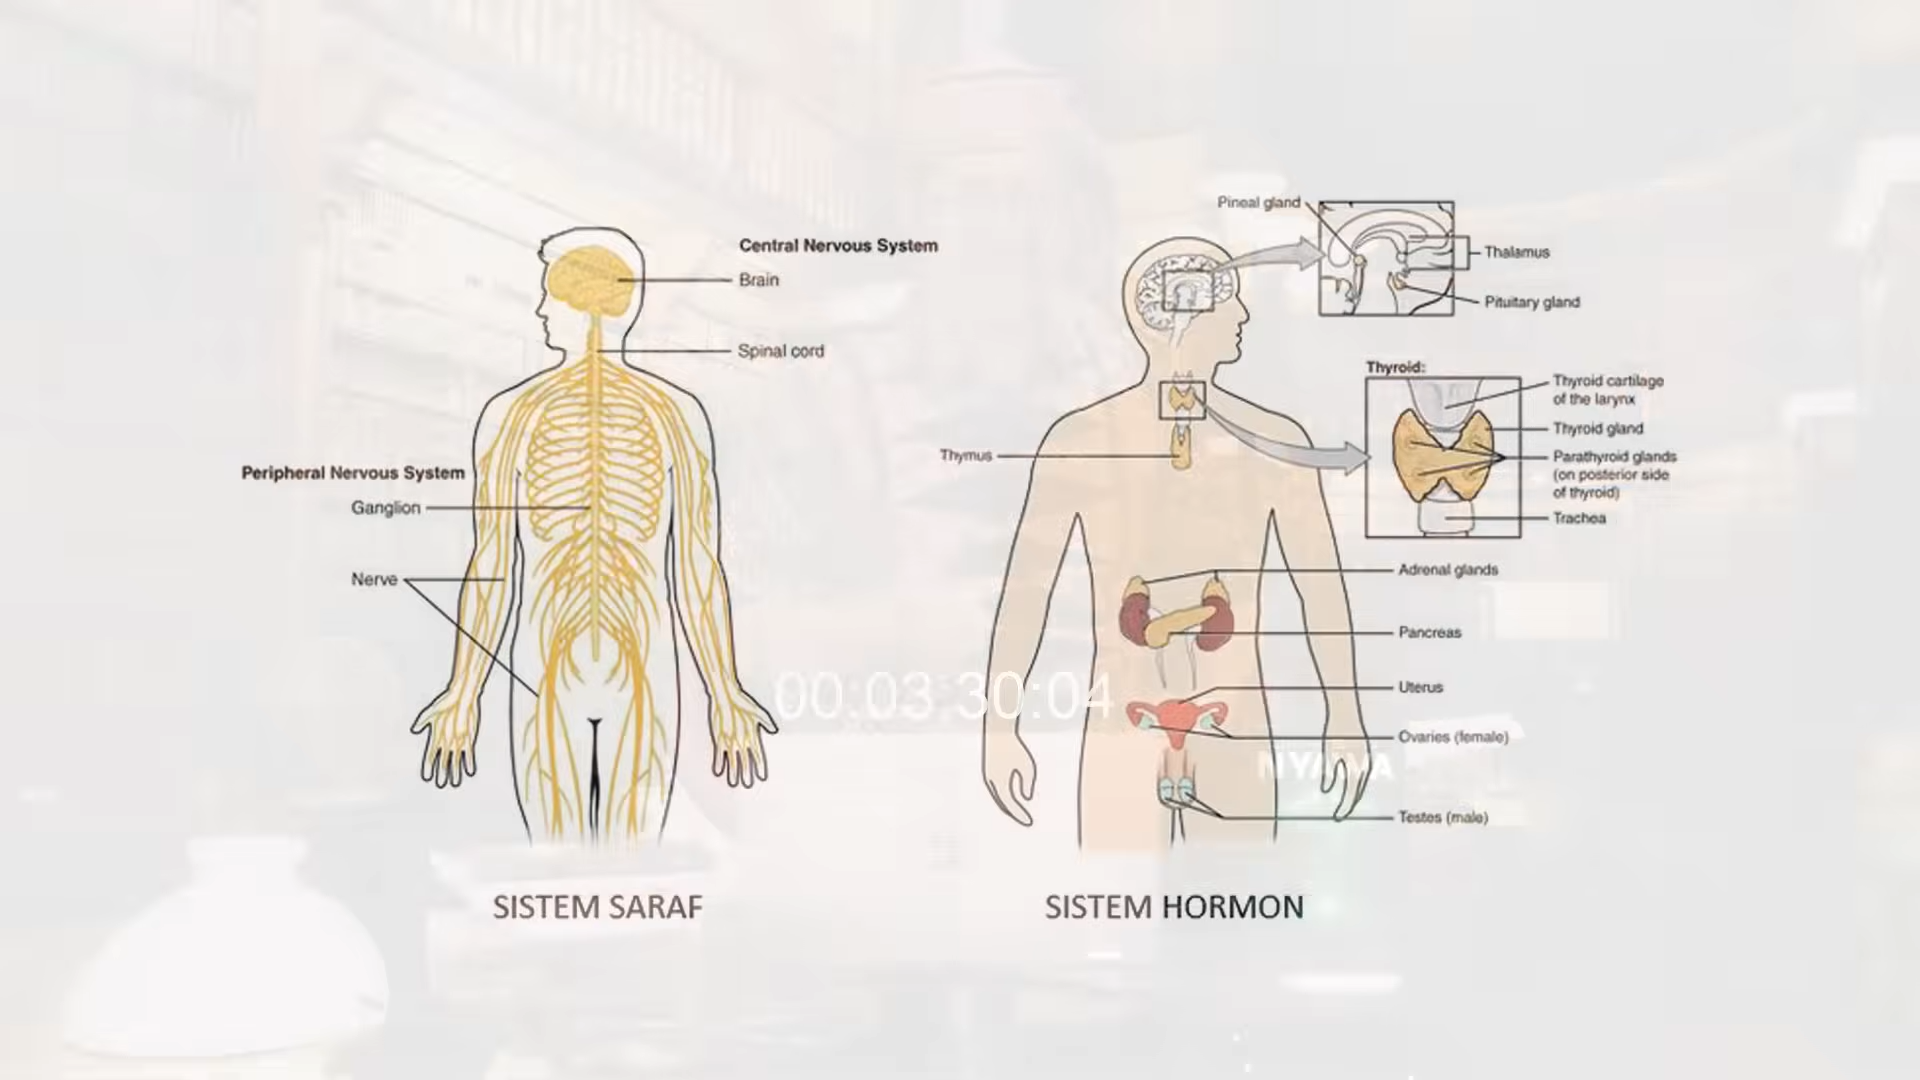 Central Nervous System
Brain
Spinal cord
Peripheral Nervous System
Ganglion
Nerve
SISTEM SARAF
Pineal gland
Thalamus
Pituitary gland
Thyroid:
Thyroid cartilage
of the larynx
Thyroid gland
Parathyroid glands
(on posterior side
of thyroid)
Trachea
Thymus
Adrenal glands
Pancreas
Uterus
Ovaries (female)
Testes (male)
SISTEM HORMON
00:03:30:04